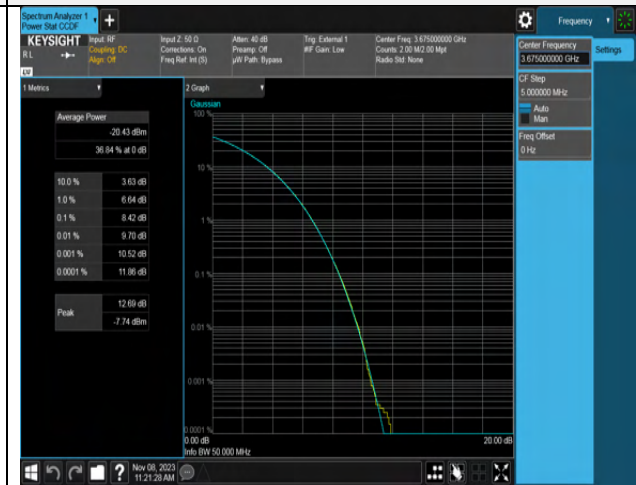 Spectrum Analyzer 1
Power Stat CCDF
Frequency
KEYSIGHT
R L
LW
Input: RF
Coupling: DC
Align: Off
Input Z: 50 Ω
Corrections: On
Freq Ref: Int (S)
Atten: 40 dB
Preamp: Off
µW Path: Bypass
Trig: External 1
#IF Gain: Low
Center Freq: 3.675000000 GHz
Counts: 2.00 M/2.00 Mpt
Radio Std: None
Center Frequency
3.675000000 GHz
Settings
CF Step
5.000000 MHz
Auto
Man
Freq Offset
0 Hz
1 Metrics
Average Power
-20.43 dBm
36.84 % at 0 dB
10.0 % 3.63 dB
1.0 % 6.64 dB
0.1 % 8.42 dB
0.01 % 9.70 dB
0.001 % 10.52 dB
0.0001 % 11.86 dB
Peak
12.69 dB
-7.74 dBm
2 Graph
Gaussian
100 %
10 %
1 %
0.1 %
0.01 %
0.001 %
0.0001 %
0.00 dB 20.00 dB
Info BW 50.000 MHz
Nov 08, 2023
11:21:28 AM